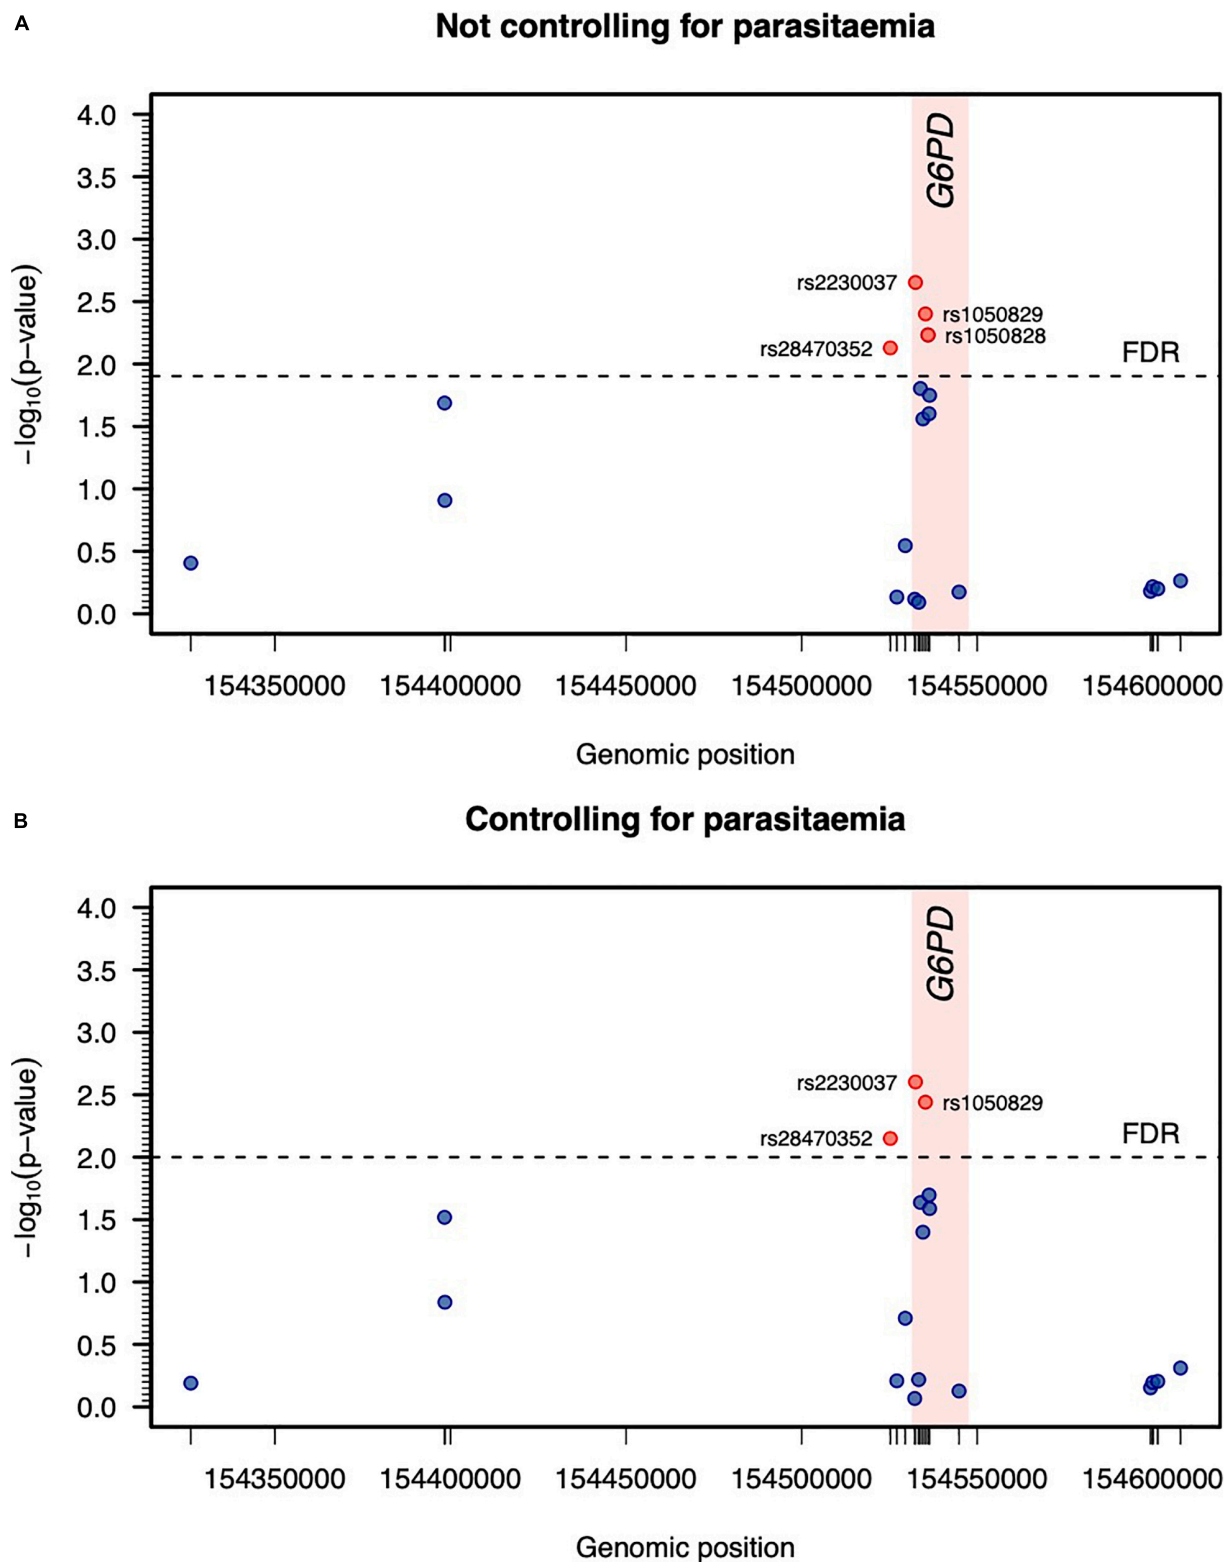 A
Not controlling for parasitaemia
4.0
3.5
3.0
2.5
2.0
1.5
1.0
0.5
0.0
−log10(p−value)
G6PD
rs2230037
rs1050829
rs1050828
rs28470352
FDR
154350000 154400000 154450000 154500000 154550000 154600000
Genomic position
B
Controlling for parasitaemia
4.0
3.5
3.0
2.5
2.0
1.5
1.0
0.5
0.0
−log10(p−value)
G6PD
rs2230037
rs1050829
rs28470352
FDR
154350000 154400000 154450000 154500000 154550000 154600000
Genomic position